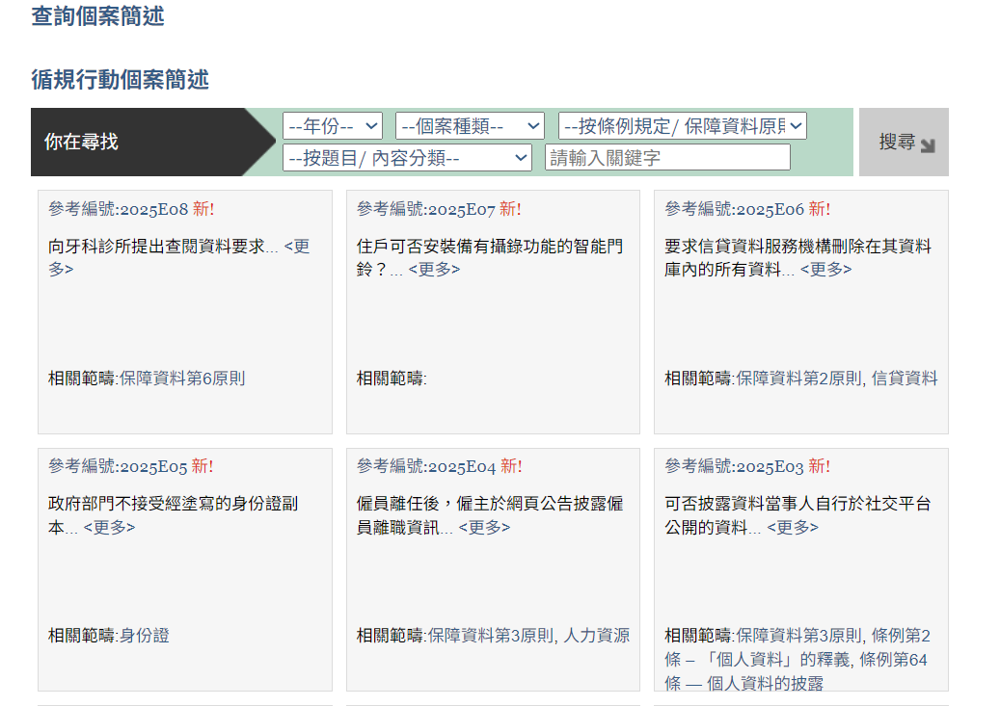 查詢個案簡述
循規行動個案簡述
你在尋找
--年份--
--個案種類--
--按條例規定/ 保障資料原則
--按題目/ 內容分類--
請輸入關鍵字
搜尋
參考編號:2025E08 新!
向牙科診所提出查閱資料要求... <更
多>
相關範疇:保障資料第6原則
參考編號:2025E07 新!
住戶可否安裝備有攝錄功能的智能門
鈴？... <更多>
相關範疇:
參考編號:2025E06 新!
要求信貸資料服務機構刪除在其資料
庫內的所有資料... <更多>
相關範疇:保障資料第2原則, 信貸資料
參考編號:2025E05 新!
政府部門不接受經塗寫的身份證副
本... <更多>
相關範疇:身份證
參考編號:2025E04 新!
僱員離任後，僱主於網頁公告披露僱
員離職資訊... <更多>
相關範疇:保障資料第3原則, 人力資源
參考編號:2025E03 新!
可否披露資料當事人自行於社交平台
公開的資料... <更多>
相關範疇:保障資料第3原則, 條例第2
條 – 「個人資料」的釋義, 條例第64
條 — 個人資料的披露